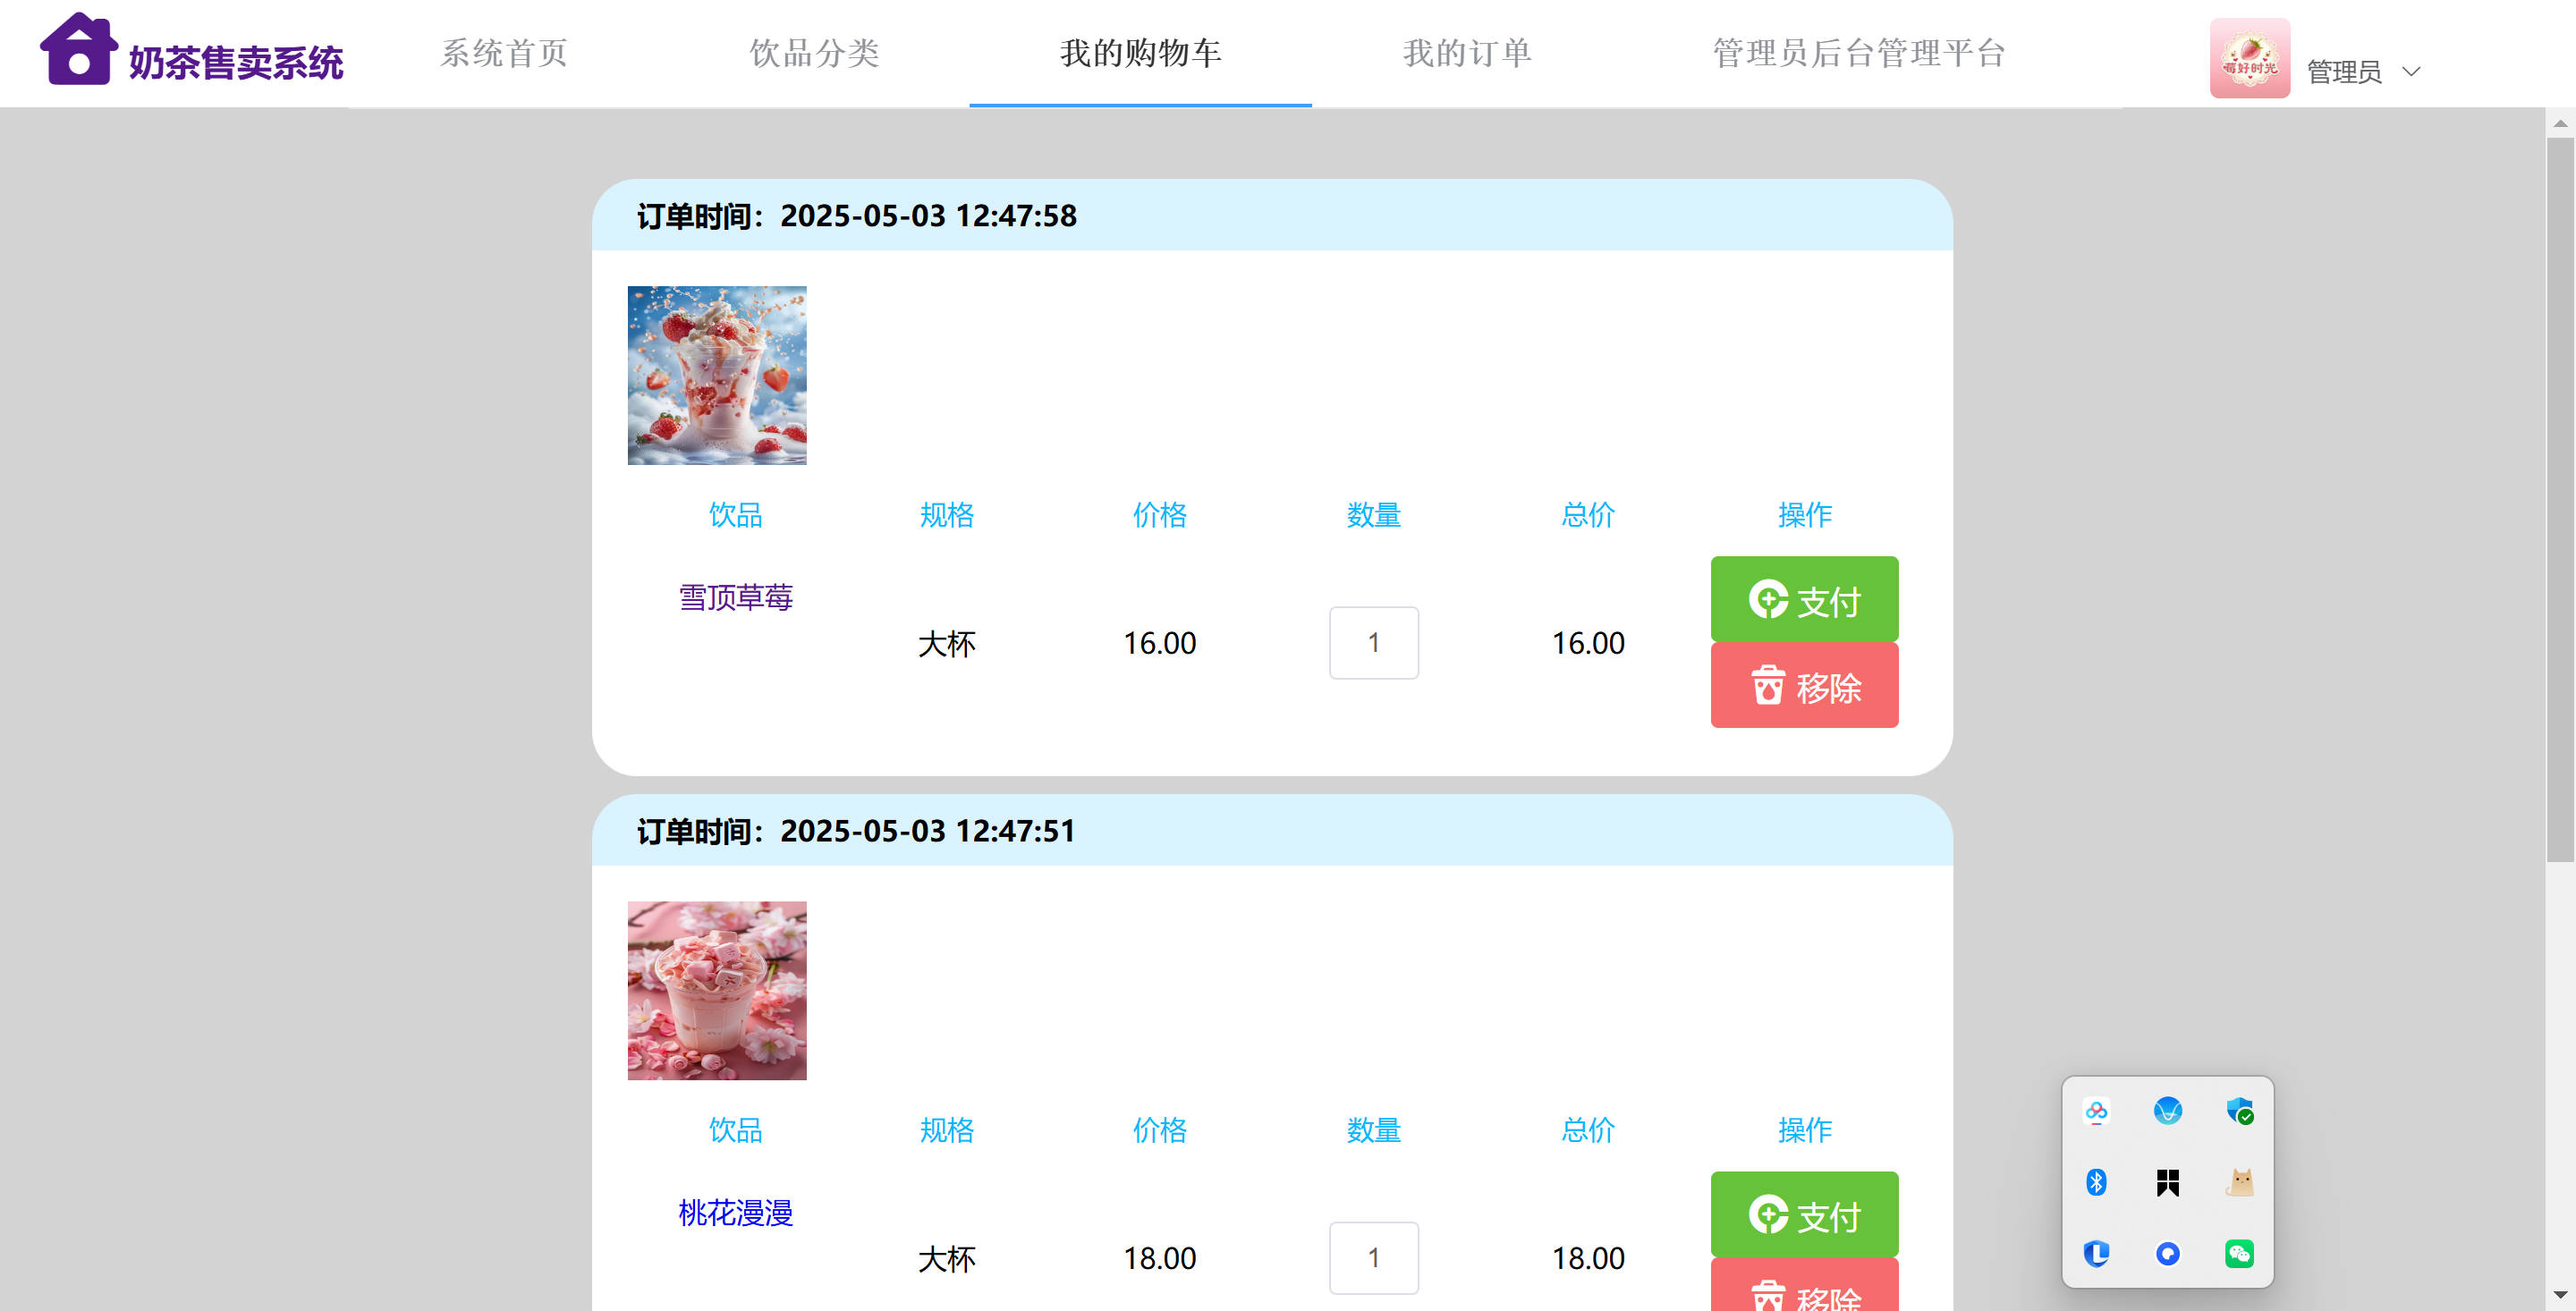 奶茶售卖系统
系统首页
饮品分类
我的购物车
我的订单
管理员后台管理平台
莓好时光
管理员
订单时间：2025-05-03 12:47:58
饮品 规格 价格 数量 总价 操作
雪顶草莓
大杯 16.00 1 16.00
支付
移除
订单时间：2025-05-03 12:47:51
饮品 规格 价格 数量 总价 操作
桃花漫漫
大杯 18.00 1 18.00
支付
移除